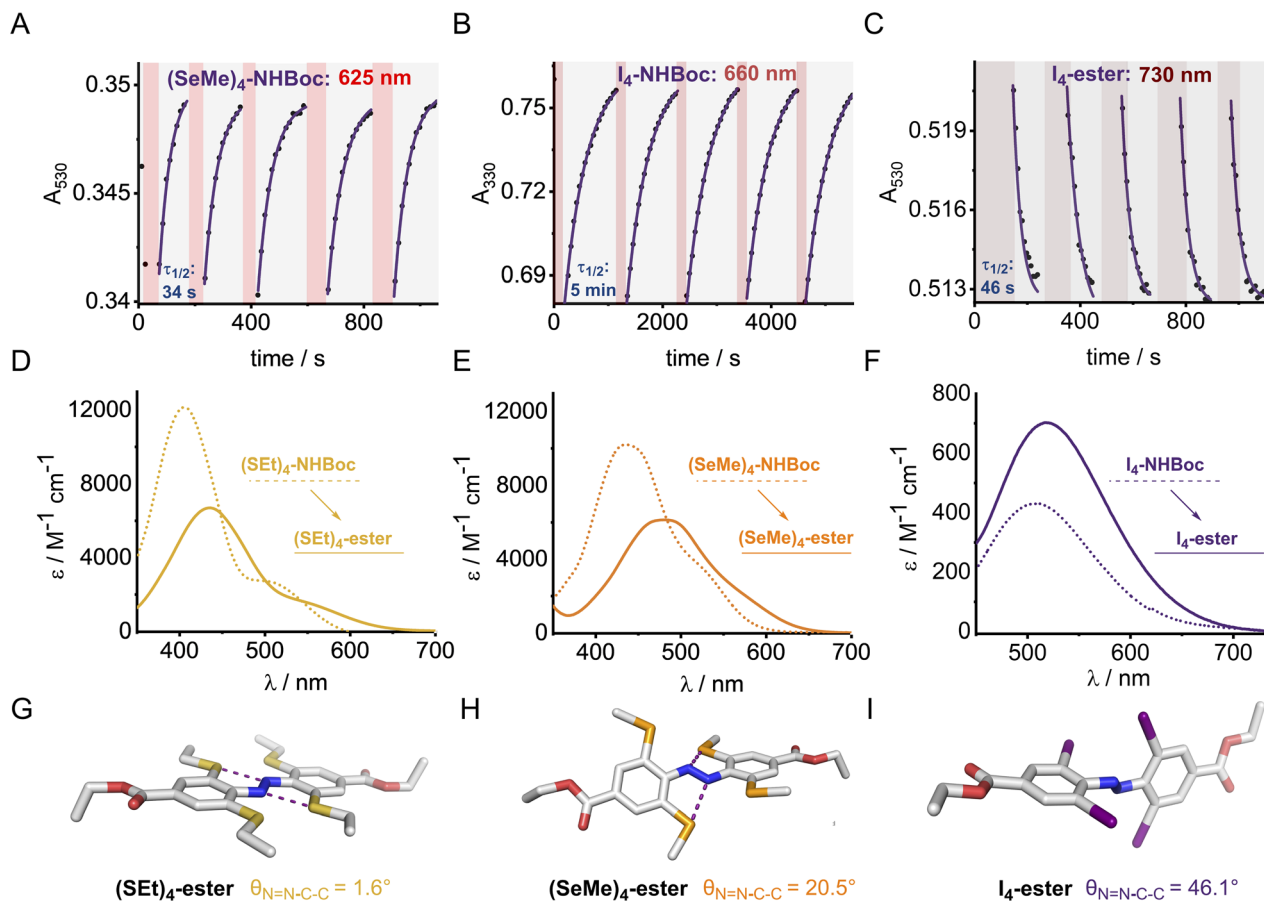 A
(SeMe)4-NHBoc: 625 nm
0.35
0.345
0.34
A530
τ1/2:
34 s
0
400
800
time / s
B
I4-NHBoc: 660 nm
0.75
0.72
0.69
A330
τ1/2:
5 min
0
2000
4000
time / s
C
I4-ester: 730 nm
0.519
0.516
0.513
A530
τ1/2:
46 s
0
400
800
time / s
D
12000
9000
6000
4000
0
ε / M−1 cm−1
(SEt)4-NHBoc
(SEt)4-ester
400
500
600
700
λ / nm
E
12000
9000
6000
4000
0
ε / M−1 cm−1
(SeMe)4-NHBoc
(SeMe)4-ester
400
500
600
700
λ / nm
F
800
600
400
200
0
ε / M−1 cm−1
I4-NHBoc
I4-ester
500
600
700
λ / nm
G
(SEt)4-ester θN=N-C-C = 1.6°
H
(SeMe)4-ester θN=N-C-C = 20.5°
I
I4-ester θN=N-C-C = 46.1°